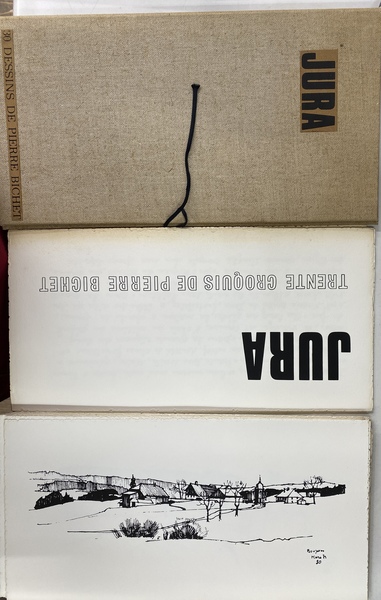 30 DESSINS DE PIERRE BICHET
JURA
TRENTE CROQUIS DE PIERRE BICHET
JURA